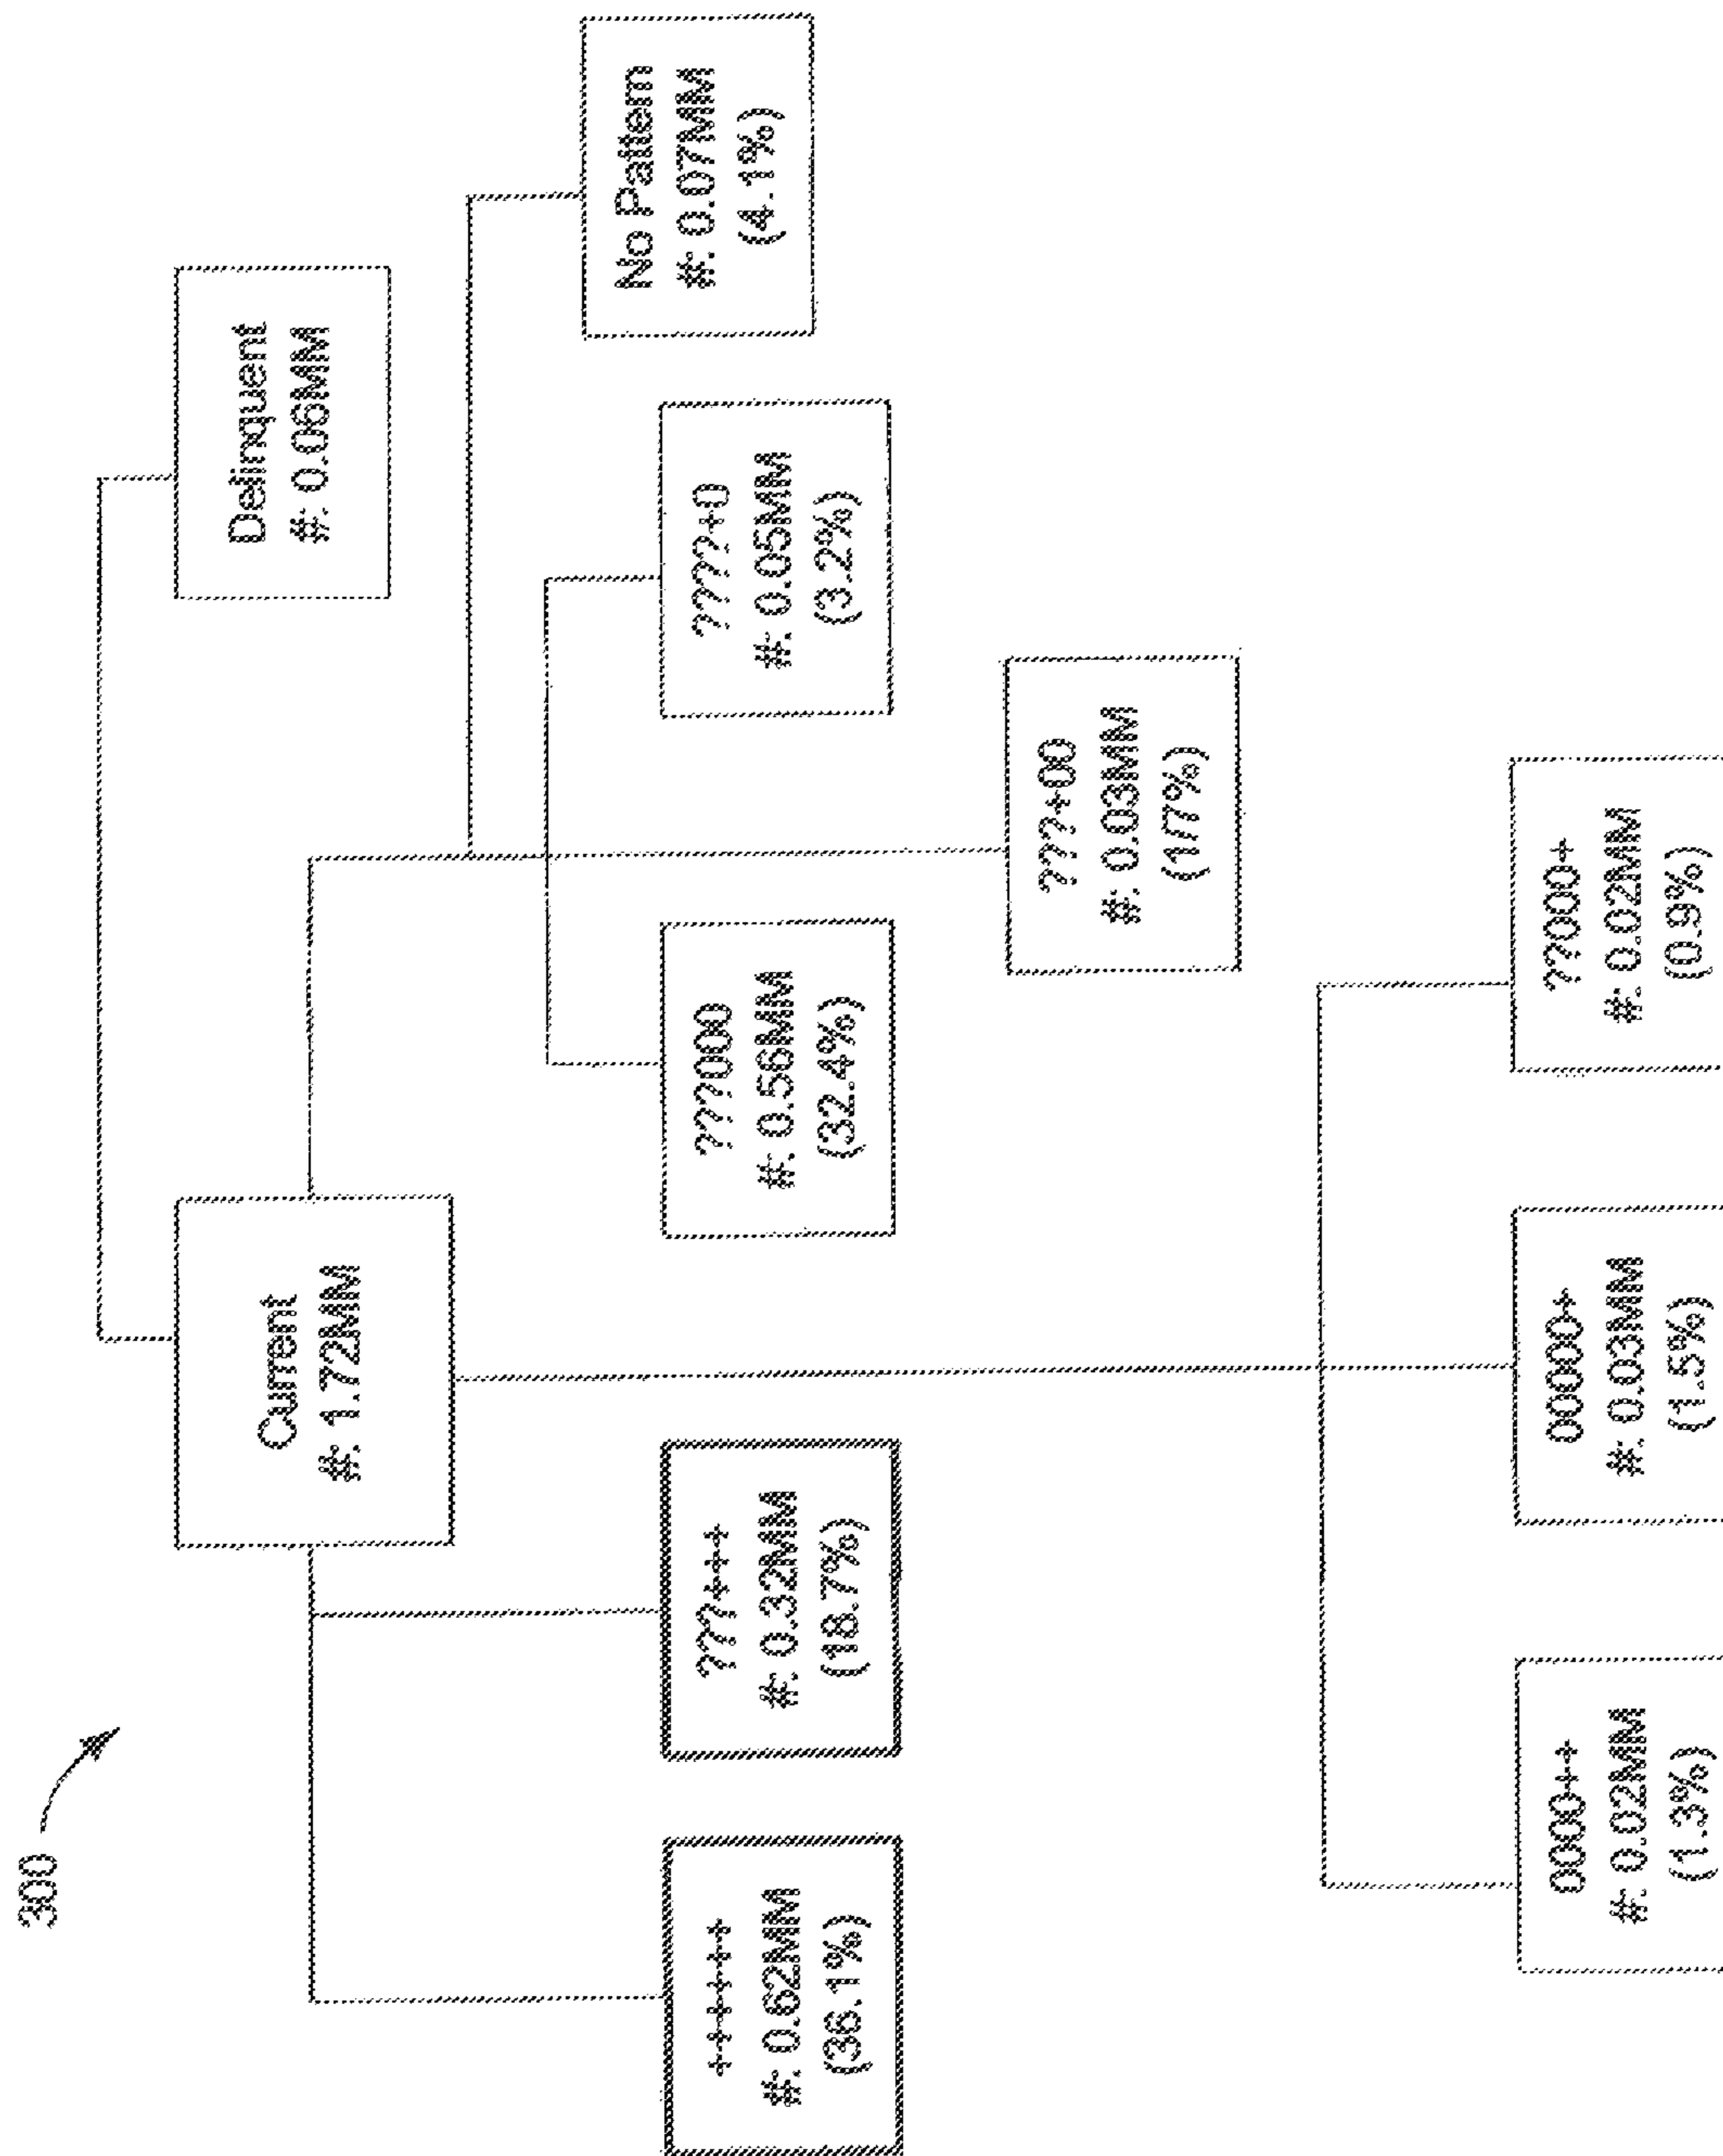 300
Current
#: 1.72MM
Delinquent
#: 0.06MM
++++++
#: 0.62MM
(36.1%)
???+++
#: 0.32MM
(18.7%)
???000
#: 0.56MM
(32.4%)
????+0
#: 0.05MM
(3.2%)
No Pattern
#: 0.07MM
(4.1%)
???+00
#: 0.03MM
(17%)
0000++
#: 0.02MM
(1.3%)
00000+
#: 0.03MM
(1.5%)
??000+
#: 0.02MM
(0.9%)